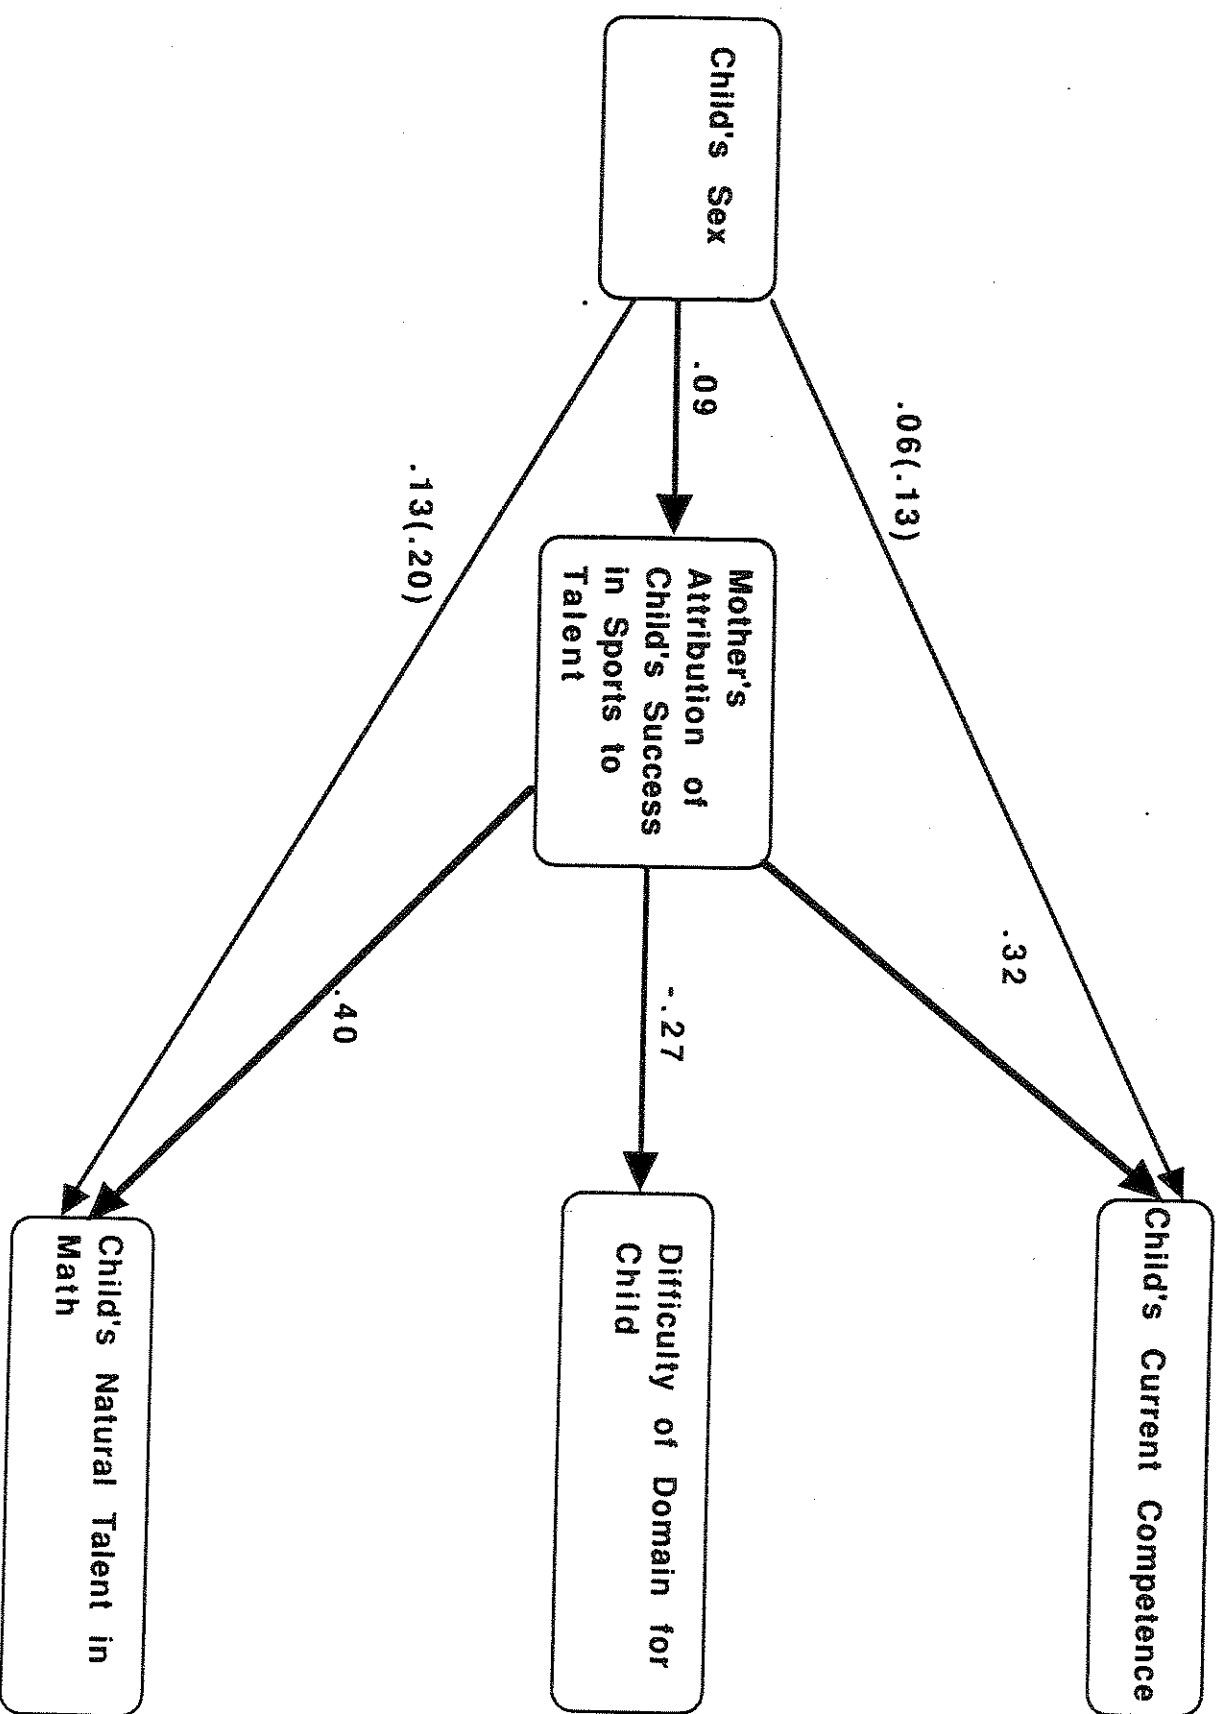 Child's Sex
.06(.13)
.09
.13(.20)
Mother's
Attribution of
Child's Success
in Sports to
Talent
.32
-.27
.40
Child's Current Competence
Difficulty of Domain for
Child
Child's Natural Talent in
Math